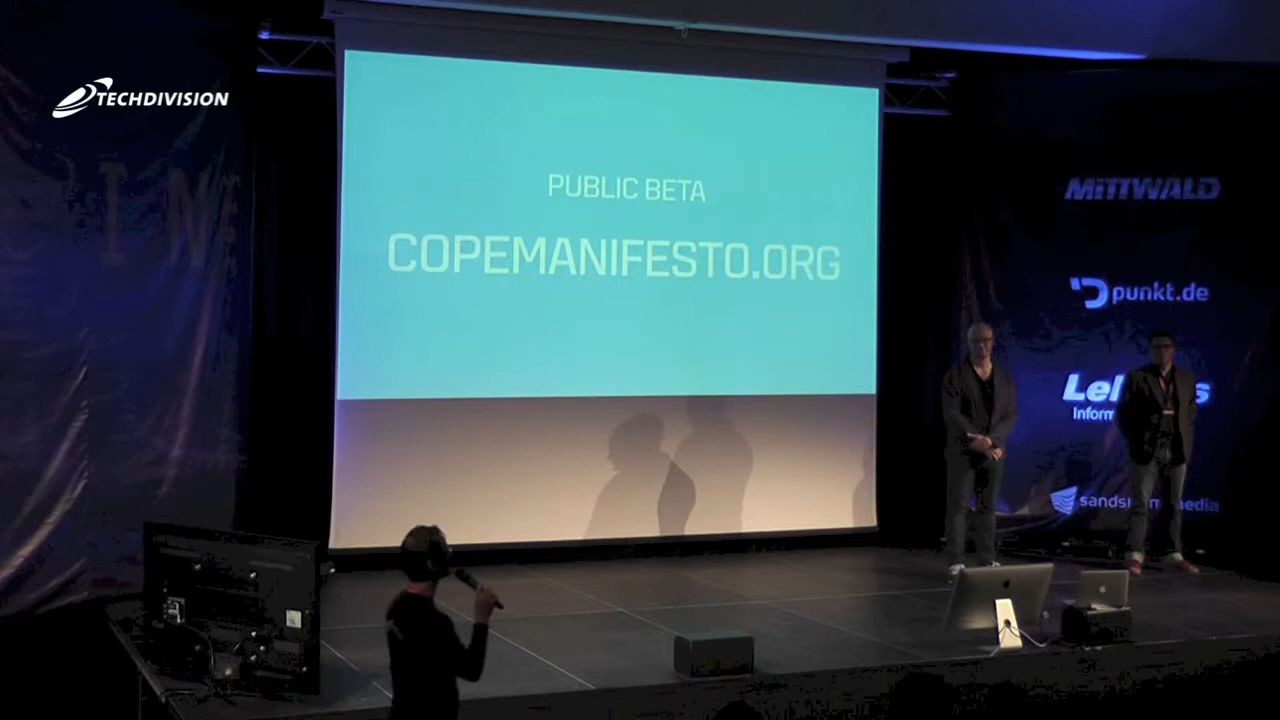 TECHDIVISION
PUBLIC BETA
COPEMANIFESTO.ORG
MITTWALD
punkt.de